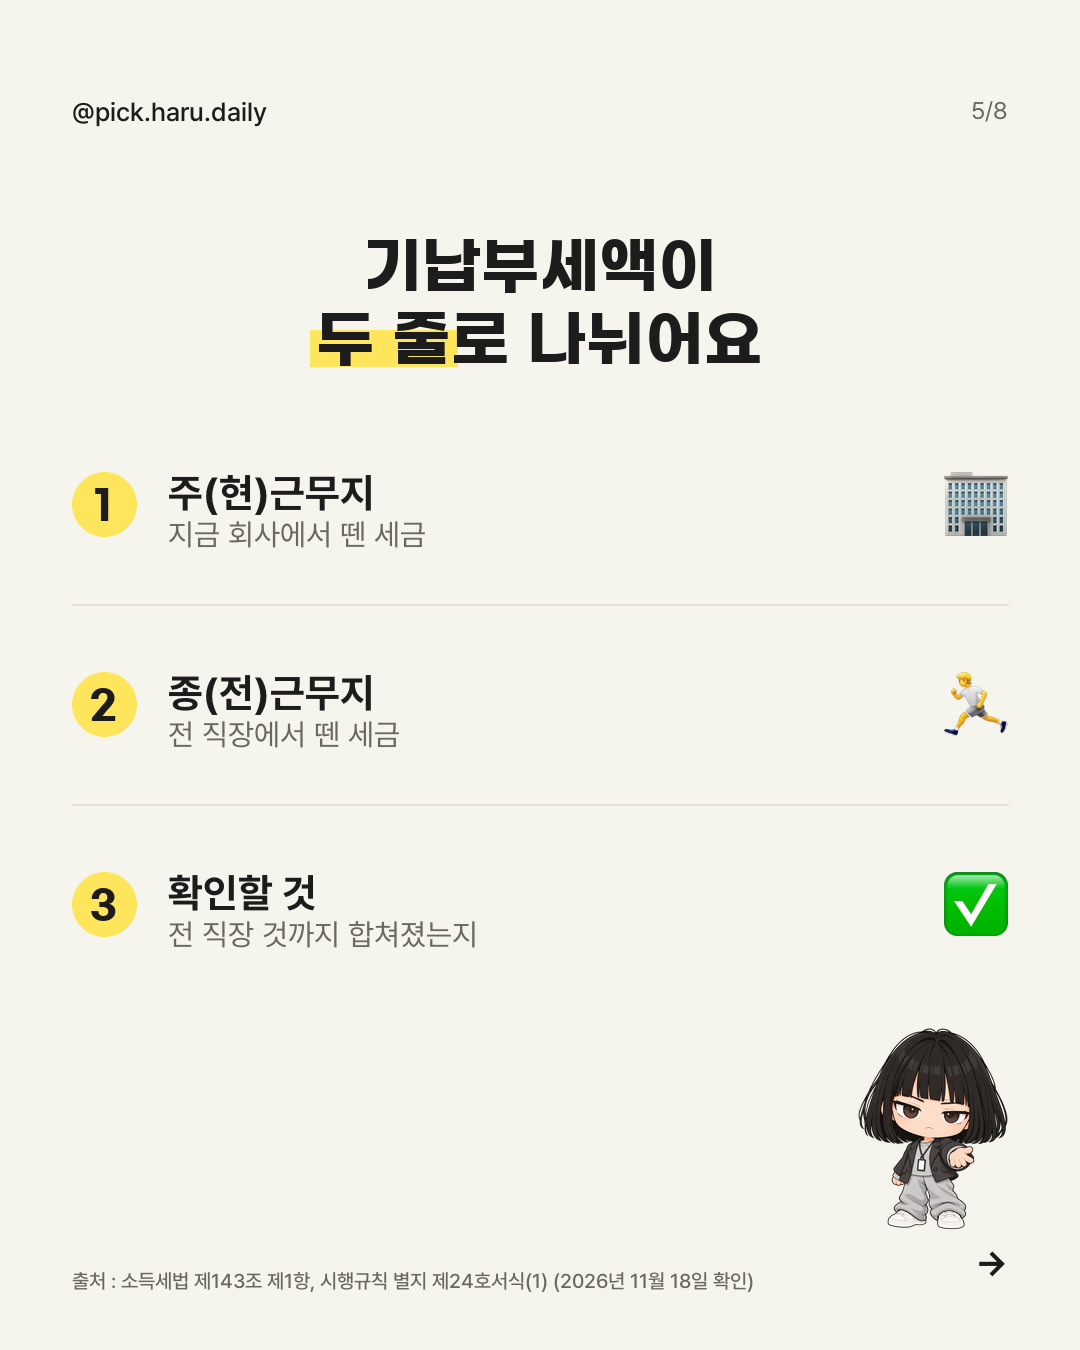 @pick.haru.daily
5/8
기납부세액이
두 줄로 나뉘어요
1
주(현)근무지
지금 회사에서 뗀 세금
2
종(전)근무지
전 직장에서 뗀 세금
3
확인할 것
전 직장 것까지 합쳐졌는지
출처 : 소득세법 제143조 제1항, 시행규칙 별지 제24호서식(1) (2026년 11월 18일 확인)